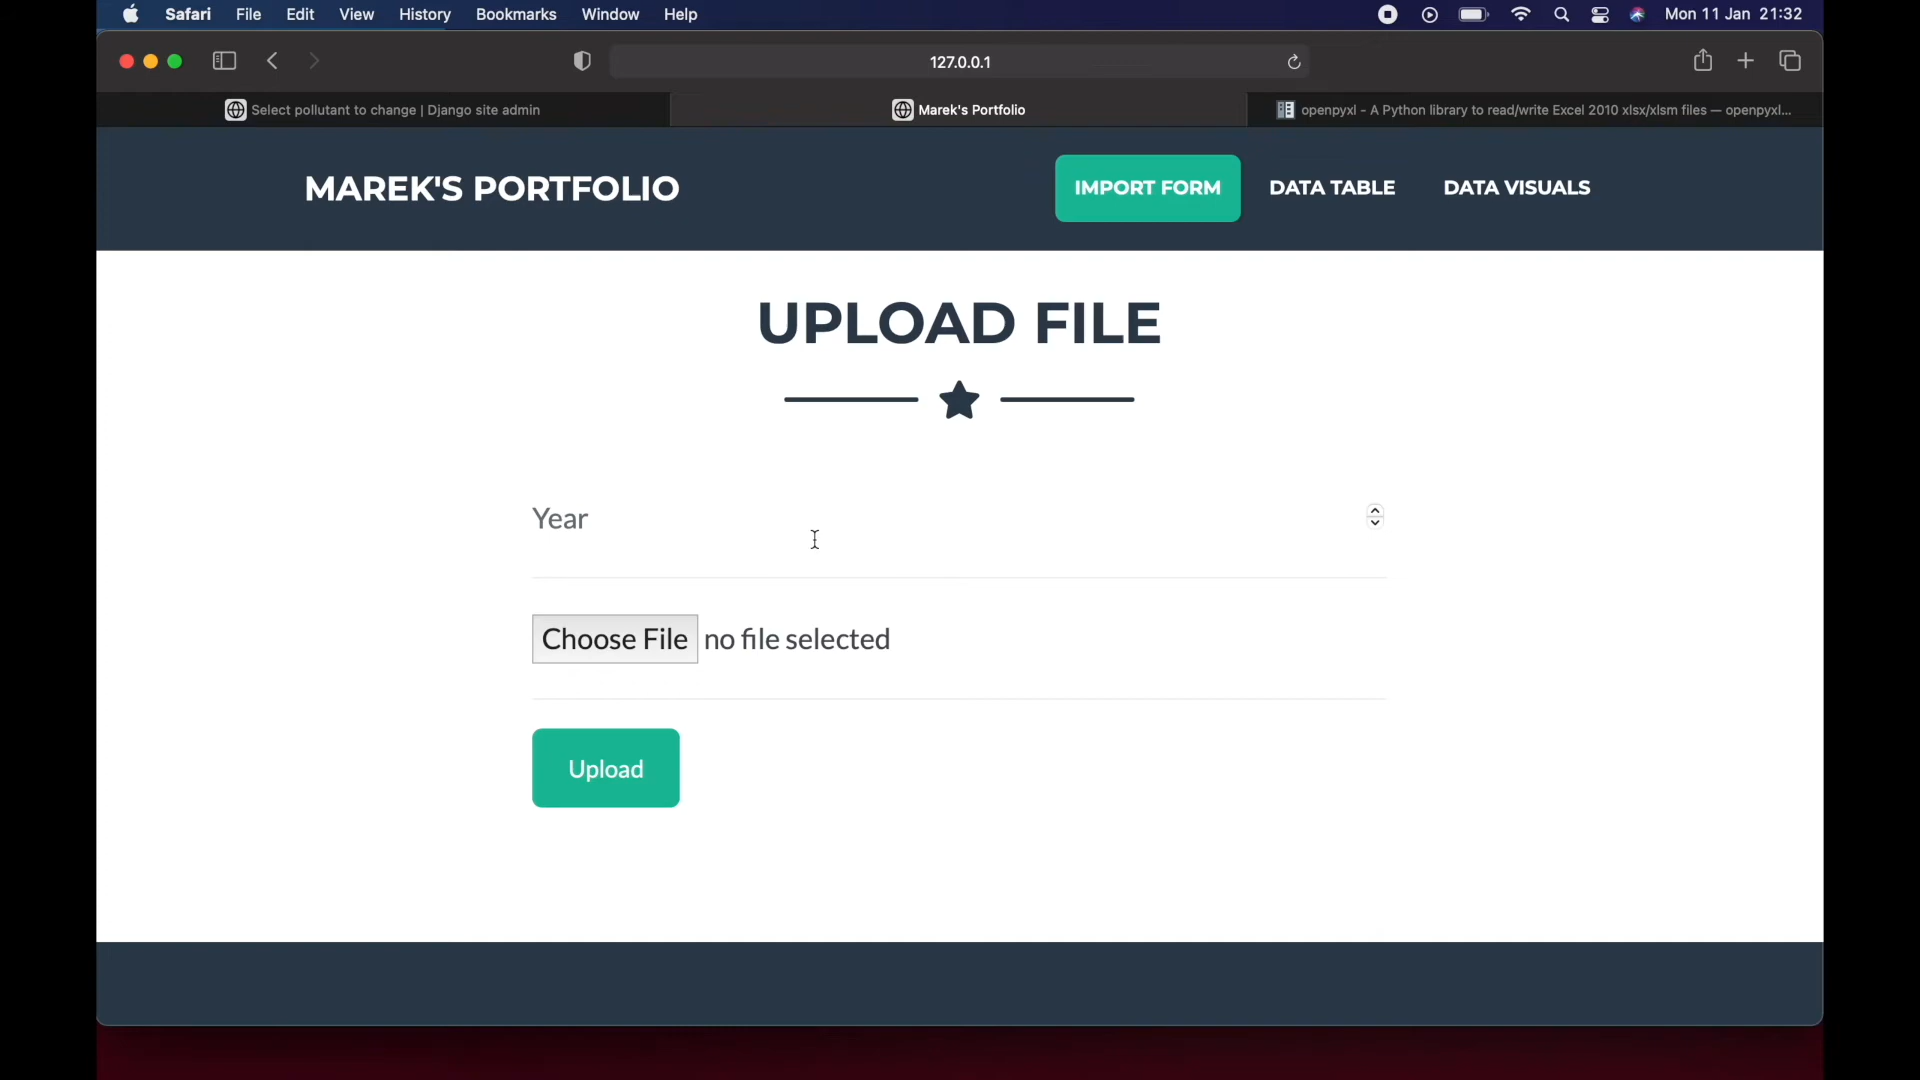 Safari File Edit View History Bookmarks Window Help Mon 11 Jan 21:32
127.0.0.1
Select pollutant to change | Django site admin Marek's Portfolio openpyxl - A Python library to read/write Excel 2010 xlsx/xlsm files — openpyxl...
MAREK'S PORTFOLIO IMPORT FORM DATA TABLE DATA VISUALS
UPLOAD FILE
Year
Choose File no file selected
Upload